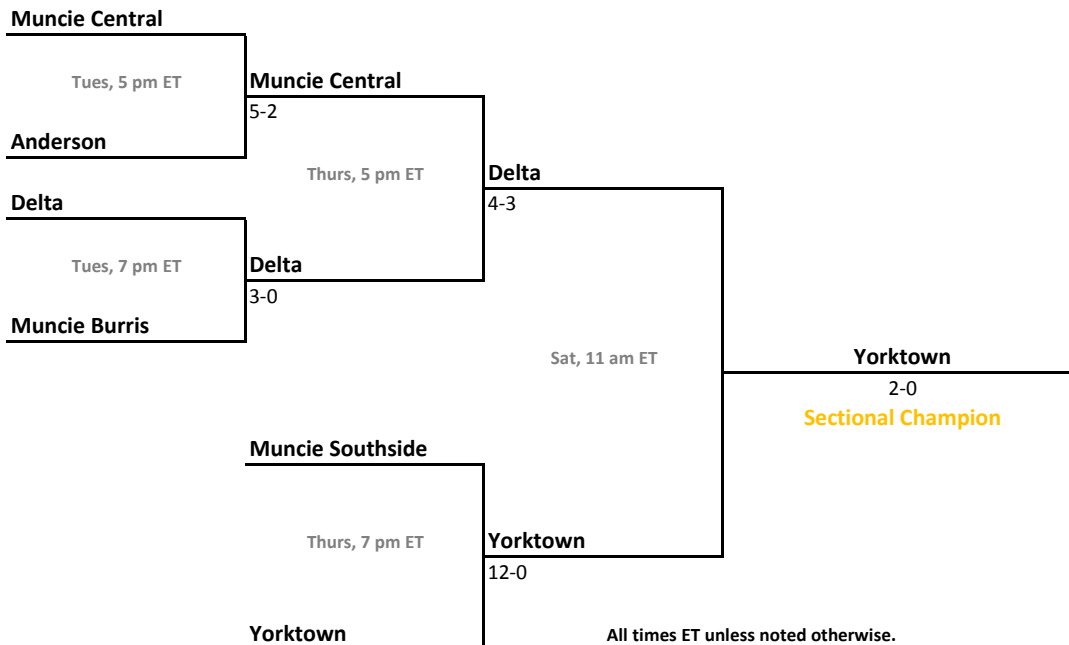 Muncie Central
Tues, 5 pm ET
Muncie Central
5-2
Anderson
Thurs, 5 pm ET
Delta
4-3
Delta
Tues, 7 pm ET
Delta
3-0
Muncie Burris
Sat, 11 am ET
Yorktown
2-0
Sectional Champion
Muncie Southside
Thurs, 7 pm ET
Yorktown
12-0
Yorktown
All times ET unless noted otherwise.